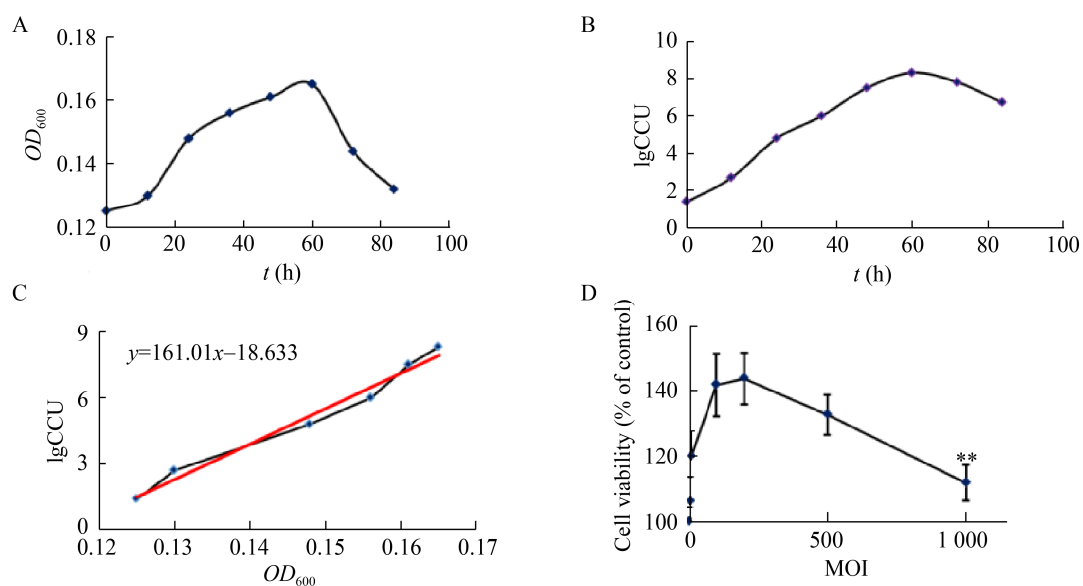 A
0.18
0.16
0.14
0.12
OD600
0 20 40 60 80 100
t (h)
B
10
8
6
4
2
0
lgCCU
0 20 40 60 80 100
t (h)
C
9
6
3
0
lgCCU
y=161.01x−18.633
0.12 0.13 0.14 0.15 0.16 0.17
OD600
D
160
140
120
100
Cell viability (% of control)
**
0 500 1 000
MOI